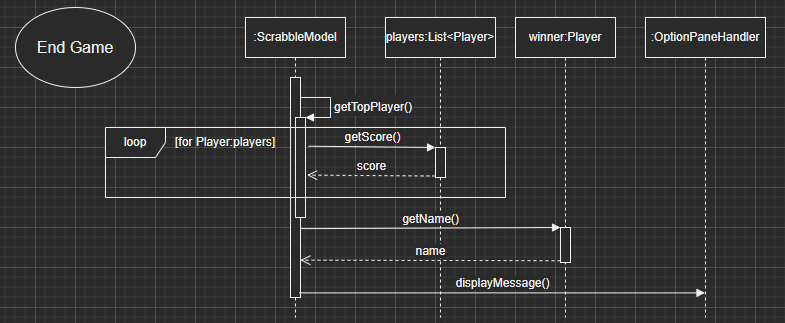 End Game
:ScrabbleModel
players:List<Player>
winner:Player
:OptionPaneHandler
getTopPlayer()
loop
[for Player:players]
getScore()
score
getName()
name
displayMessage()